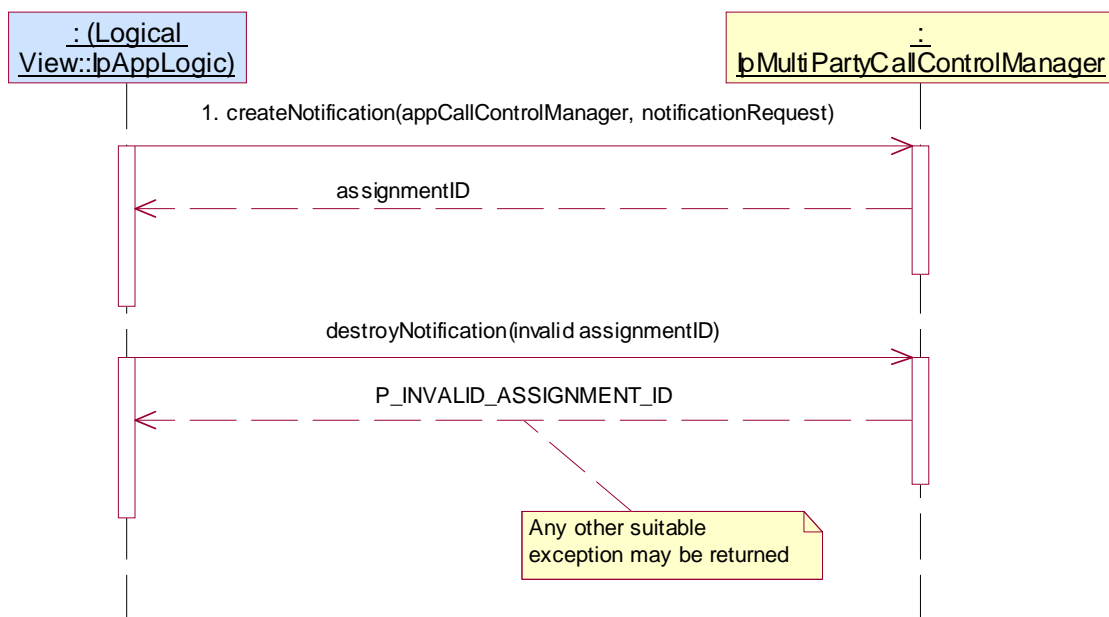 : (Logical
View::IpAppLogic)
:
IpMultiPartyCallControlManager
1. createNotification(appCallControlManager, notificationRequest)
assignmentID
destroyNotification(invalid assignmentID)
P_INVALID_ASSIGNMENT_ID
Any other suitable
exception may be returned